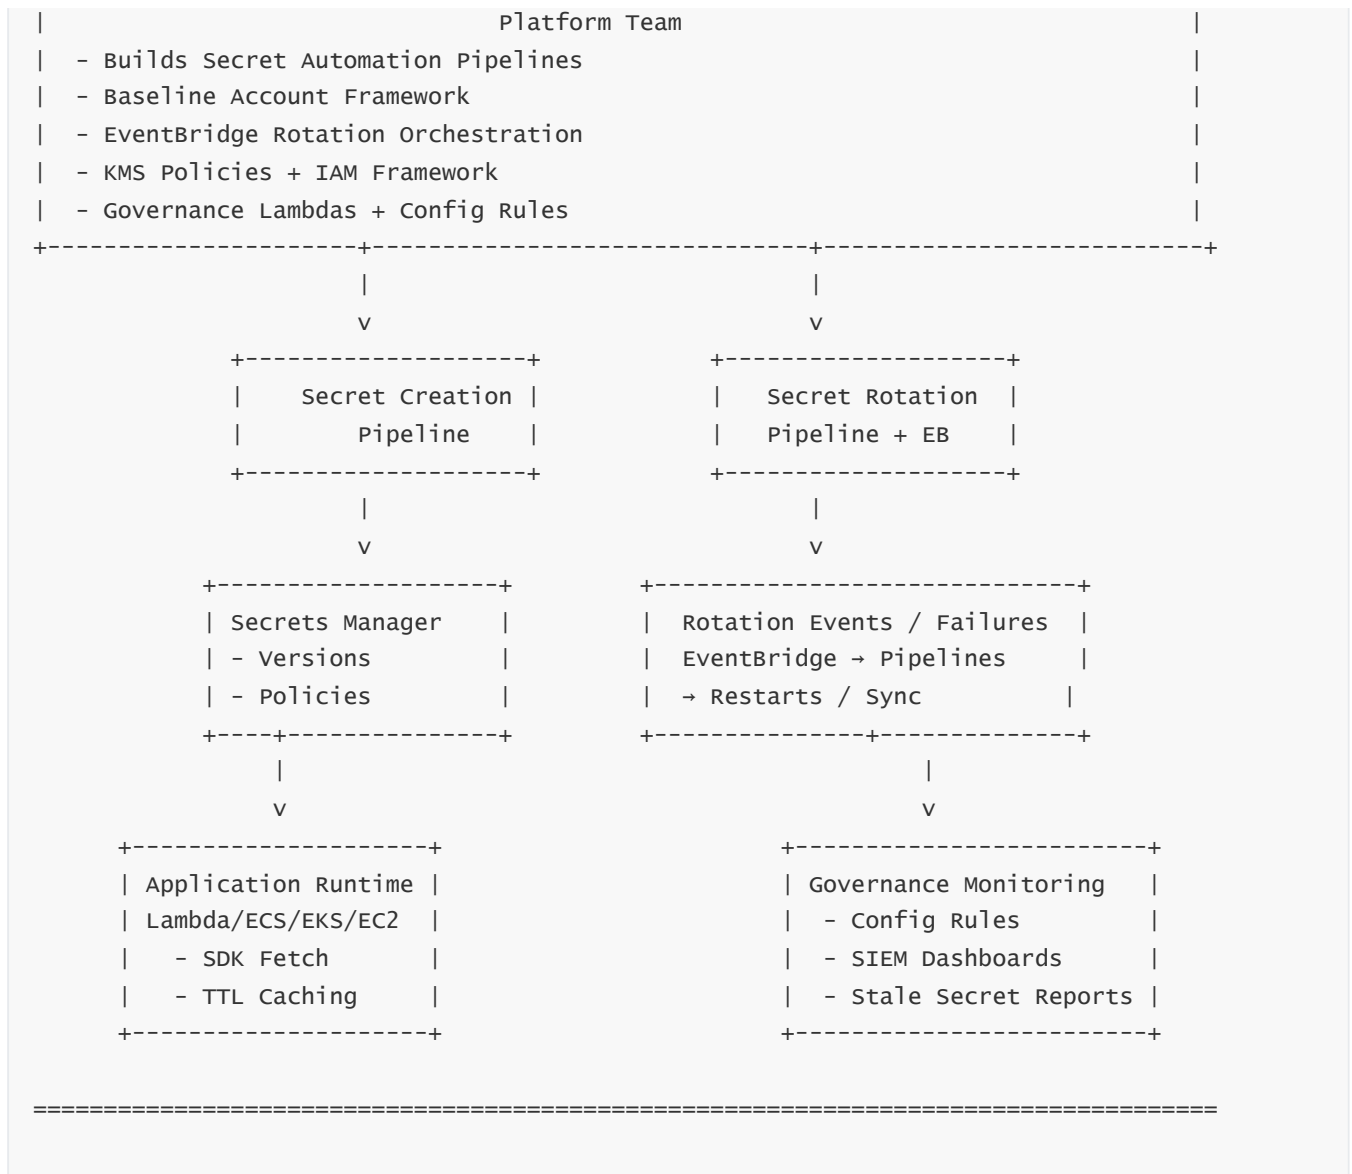 |                                Platform Team                                    |
|  - Builds Secret Automation Pipelines                                           |
|  - Baseline Account Framework                                                   |
|  - EventBridge Rotation Orchestration                                           |
|  - KMS Policies + IAM Framework                                                 |
|  - Governance Lambdas + Config Rules                                            |
+----------------------+-------------------------------+---------------------------+
                       |                               |
                       v                               v
              +--------------------+            +--------------------+
              |    Secret Creation |            |   Secret Rotation  |
              |        Pipeline    |            |   Pipeline + EB    |
              +--------------------+            +--------------------+
                       |                               |
                       v                               v
            +--------------------+         +------------------------------+
            | Secrets Manager    |         |  Rotation Events / Failures  |
            | - Versions         |         |  EventBridge → Pipelines     |
            | - Policies         |         |  → Restarts / Sync          |
            +----+---------------+         +---------------+--------------+
                 |                                             |
                 v                                             v
      +---------------------+                        +-------------------------+
      | Application Runtime |                        | Governance Monitoring   |
      | Lambda/ECS/EKS/EC2  |                        |  - Config Rules         |
      |   - SDK Fetch       |                        |  - SIEM Dashboards      |
      |   - TTL Caching     |                        |  - Stale Secret Reports |
      +---------------------+                        +-------------------------+
====================================================================================